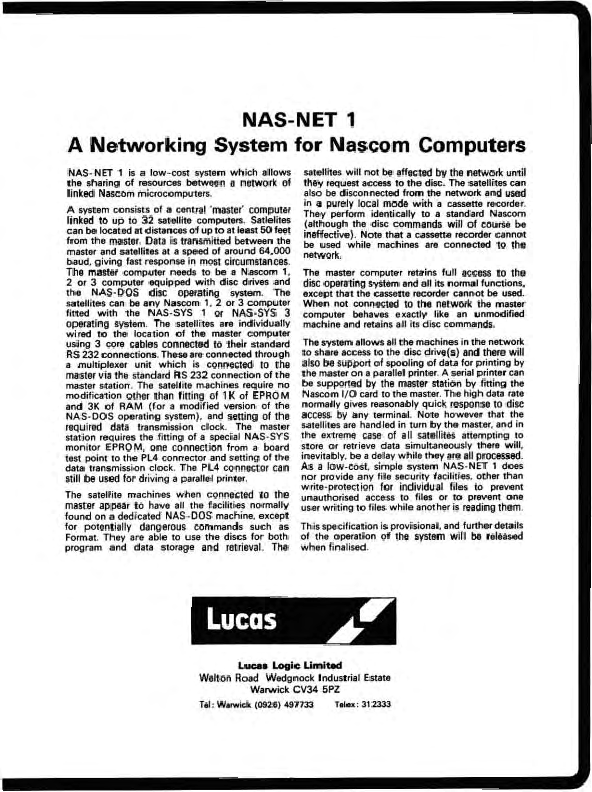 NAS-NET 1
A Networking System for Nascom Computers
NAS-NET 1 is a low-cost system which allows
the sharing of resources between a network of
linked Nascom microcomputers.
A system consists of a central 'master' computer
linked to up to 32 satellite computers. Satlelites
can be located at distances of up to at least 50 feet
from the master. Data is transmitted between the
master and satellites at a speed of around 64,000
baud, giving fast response in most circumstances.
The master computer needs to be a Nascom 1,
2 or 3 computer equipped with disc drives and
the NAS-DOS disc operating system. The
satellites can be any Nascom 1, 2 or 3 computer
fitted with the NAS-SYS 1 or NAS-SYS 3
operating system. The satellites are individually
wired to the location of the master computer
using 3 core cables connected to their standard
RS 232 connections. These are connected through
a multiplexer unit which is connected to the
master via the standard RS 232 connection of the
master station. The satellite machines require no
modification other than fitting of 1K of EPROM
and 3K of RAM (for a modified version of the
NAS-DOS operating system), and setting of the
required data transmission clock. The master
station requires the fitting of a special NAS-SYS
monitor EPROM, one connection from a board
test point to the PL4 connector and setting of the
data transmission clock. The PL4 connector can
still be used for driving a parallel printer.
The satellite machines when connected to the
master appear to have all the facilities normally
found on a dedicated NAS-DOS machine, except
for potentially dangerous commands such as
Format. They are able to use the discs for both
program and data storage and retrieval. The
satellites will not be affected by the network until
they request access to the disc. The satellites can
also be disconnected from the network and used
in a purely local mode with a cassette recorder.
They perform identically to a standard Nascom
(although the disc commands will of course be
ineffective). Note that a cassette recorder cannot
be used while machines are connected to the
network.
The master computer retains full access to the
disc operating system and all its normal functions,
except that the cassette recorder cannot be used.
When not connected to the network the master
computer behaves exactly like an unmodified
machine and retains all its disc commands.
The system allows all the machines in the network
to share access to the disc drive(s) and there will
also be support of spooling of data for printing by
the master on a parallel printer. A serial printer can
be supported by the master station by fitting the
Nascom I/O card to the master. The high data rate
normally gives reasonably quick response to disc
access by any terminal. Note however that the
satellites are handled in turn by the master, and in
the extreme case of all satellites attempting to
store or retrieve data simultaneously there will,
inevitably, be a delay while they are all processed.
As a low-cost, simple system NAS-NET 1 does
nor provide any file security facilities, other than
write-protection for individual files to prevent
unauthorised access to files or to prevent one
user writing to files while another is reading them.
This specification is provisional, and further details
of the operation of the system will be released
when finalised.
Lucas
Lucas Logic Limited
Welton Road Wedgnock Industrial Estate
Warwick CV34 5PZ
Tel: Warwick (0926) 497733 Telex: 312333